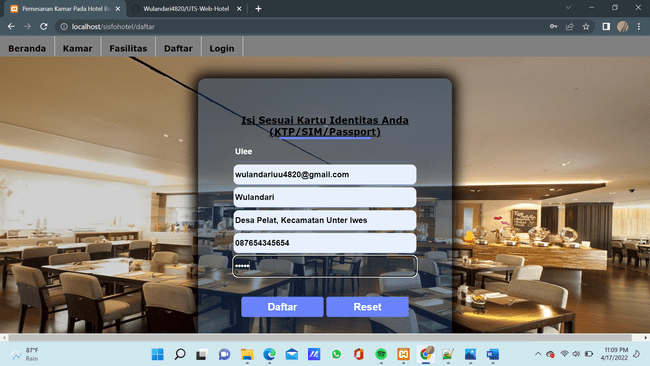 Pemesanan Kamar Pada Hotel B
Wulandari4820/UTS-Web-Hotel
localhost/sisfohotel/daftar
Beranda
Kamar
Fasilitas
Daftar
Login
Isi Sesuai Kartu Identitas Anda
(KTP/SIM/Passport)
Ulee
wulandariuu4820@gmail.com
Wulandari
Desa Pelat, Kecamatan Unter Iwes
087654345654
•••••
Daftar
Reset
87°F
Rain
11:09 PM
4/17/2022